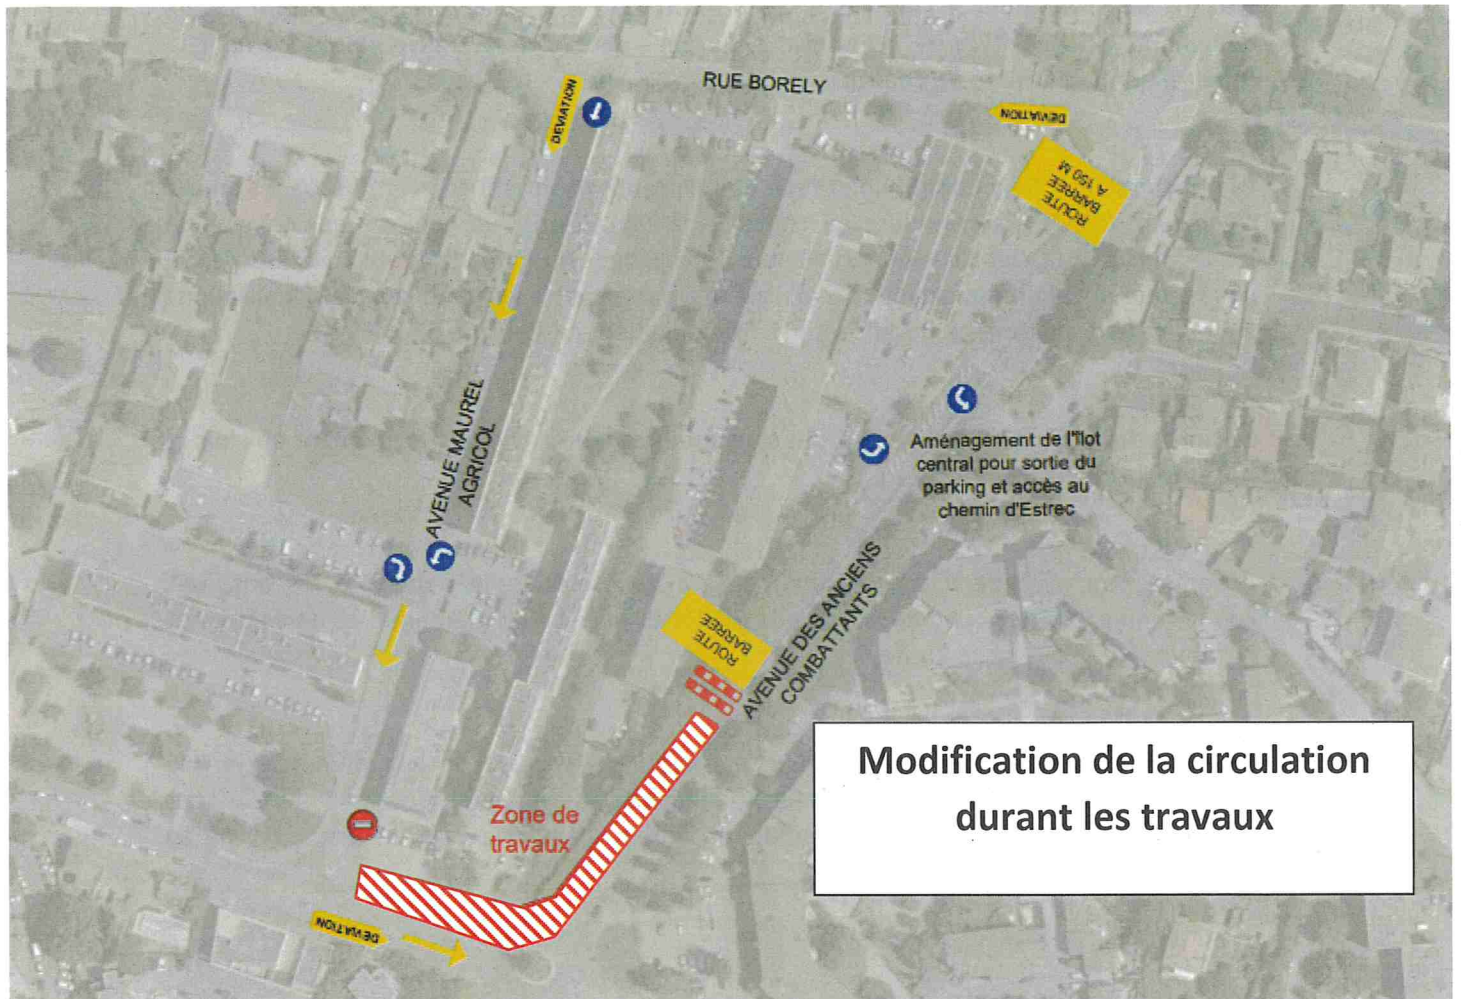 RUE BORELY
DEVIATION
DEVIATION
ROUTE
BARREE
A 150 M
AVENUE MAUREL
AGRICOL
Aménagement de l'îlot
central pour sortie du
parking et accès au
chemin d'Estrec
AVENUE DES ANCIENS
COMBATTANTS
ROUTE
BARREE
Modification de la circulation
durant les travaux
Zone de
travaux
DEVIATION